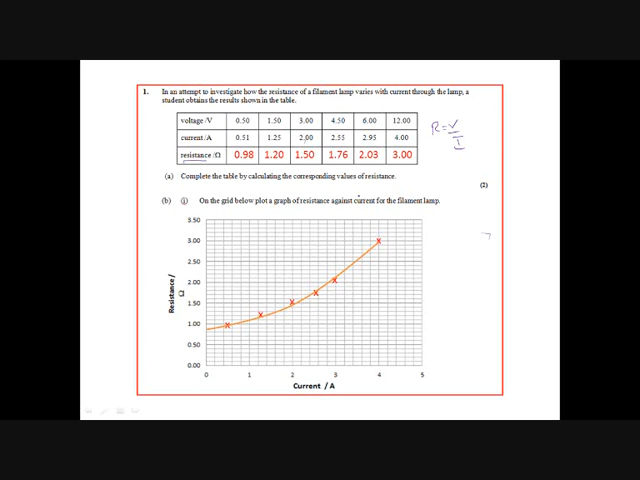 1. In an attempt to investigate how the resistance of a filament lamp varies with current through the lamp, a
student obtains the results shown in the table.
voltage /V 0.50 1.50 3.00 4.50 6.00 12.00
current /A 0.51 1.25 2.00 2.55 2.95 4.00
resistance /Ω 0.98 1.20 1.50 1.76 2.03 3.00
R=V/I
(a) Complete the table by calculating the corresponding values of resistance.
(2)
(b) (i) On the grid below plot a graph of resistance against current for the filament lamp.
3.50
3.00
2.50
2.00
1.50
1.00
0.50
0.00
Resistance /
Ω
0 1 2 3 4 5
Current / A